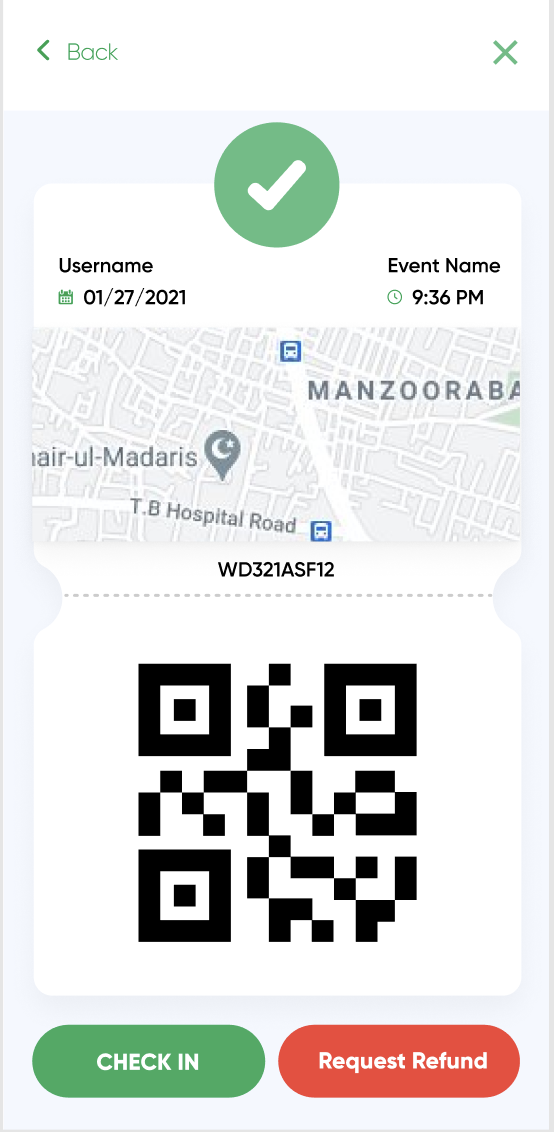 Back
Username
Event Name
01/27/2021
9:36 PM
MANZOORABA
nair-ul-Madaris
T.B Hospital Road
WD321ASF12
CHECK IN
Request Refund